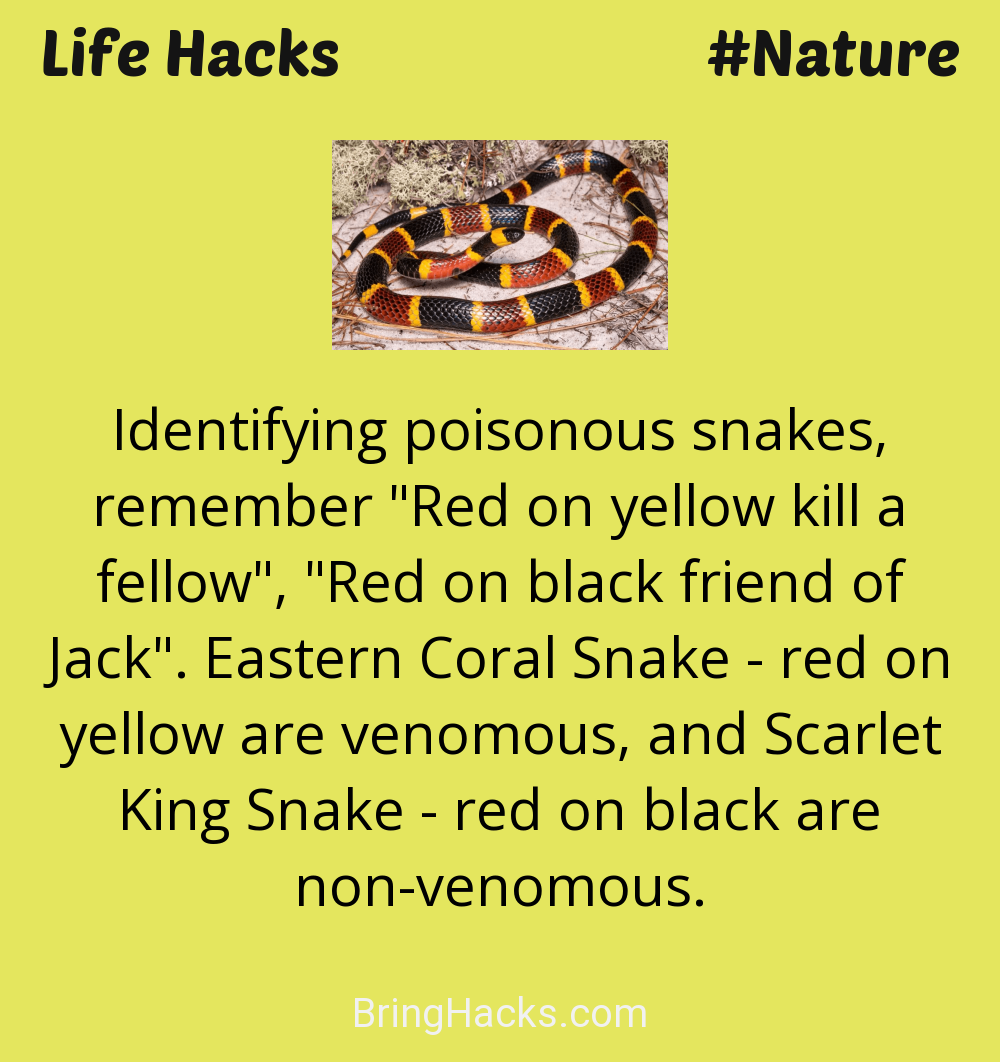 Life Hacks
#Nature
Identifying poisonous snakes,
remember "Red on yellow kill a
fellow", "Red on black friend of
Jack". Eastern Coral Snake - red on
yellow are venomous, and Scarlet
King Snake - red on black are
non-venomous.
BringHacks.com